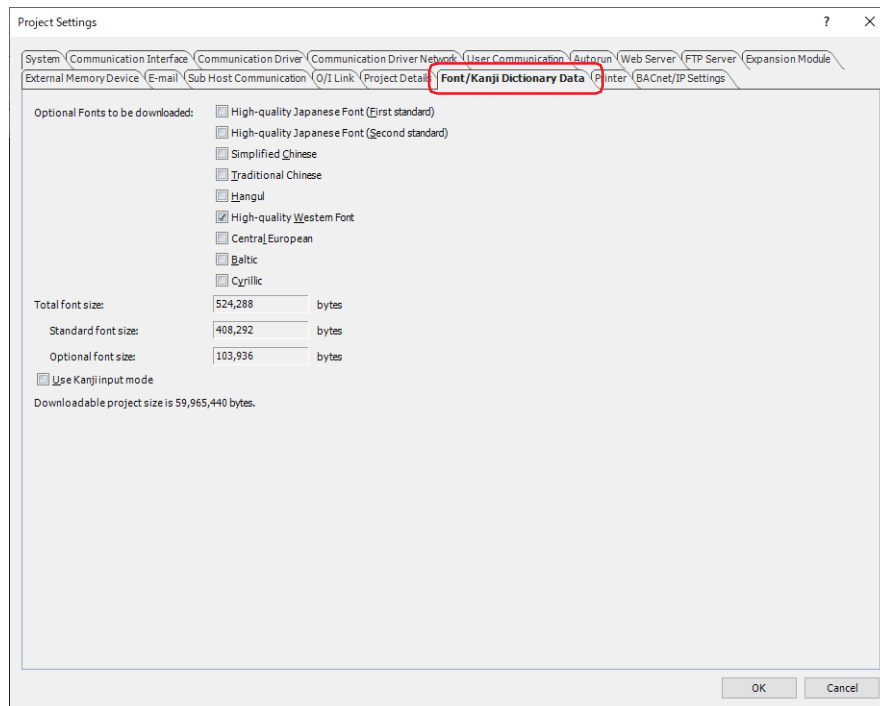 Project Settings ?
System Communication Interface Communication Driver Communication Driver Network User Communication Autorun Web Server FTP Server Expansion Module
External Memory Device E-mail Sub Host Communication O/I Link Project Details Font/Kanji Dictionary Data Printer BACnet/IP Settings
Optional Fonts to be downloaded: High-quality Japanese Font (First standard)
High-quality Japanese Font (Second standard)
Simplified Chinese
Traditional Chinese
Hangul
High-quality Western Font
Central European
Baltic
Cyrillic
Total font size: 524,288 bytes
Standard font size: 408,292 bytes
Optional font size: 103,936 bytes
Use Kanji input mode
Downloadable project size is 59,965,440 bytes.
OK Cancel